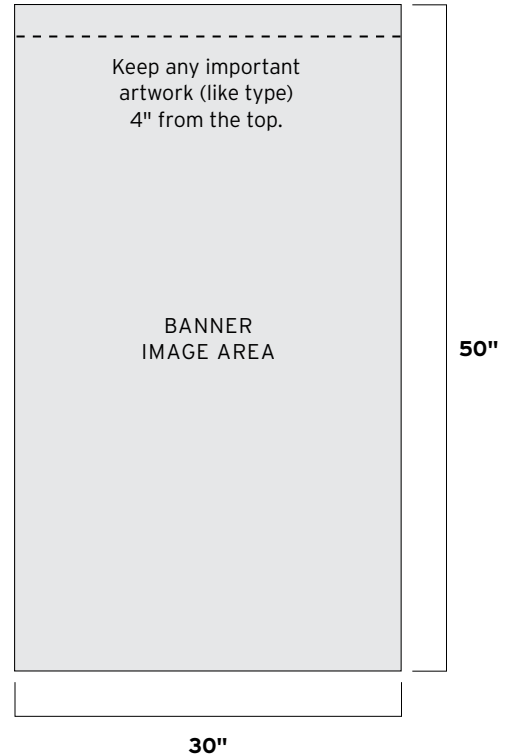 Keep any important
artwork (like type)
4" from the top.
BANNER
IMAGE AREA
50"
30"